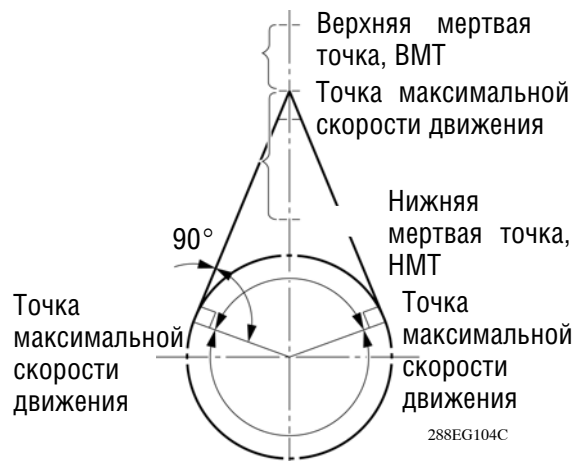 Верхняя мертвая
точка, ВМТ
Точка максимальной
скорости движения
Нижняя
мертвая точка,
НМТ
90°
Точка
максимальной
скорости
движения
Точка
максимальной
скорости
движения
288EG104C